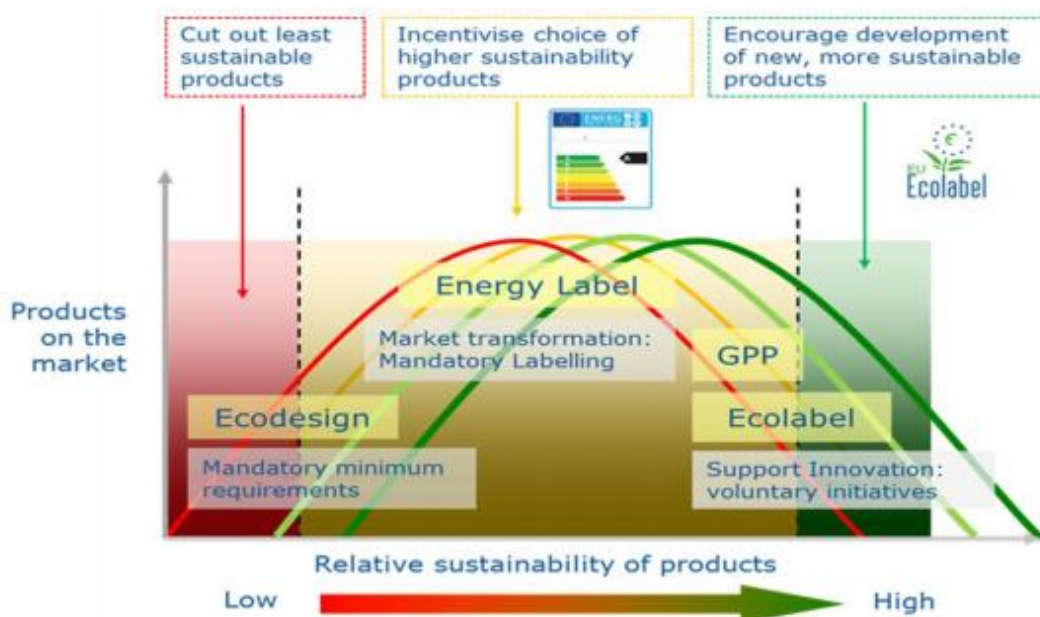 Cut out least
sustainable
products
Incentivise choice of
higher sustainability
products
Encourage development
of new, more sustainable
products
ENERG
A
EU
Ecolabel
Products
on the
market
Energy Label
Market transformation:
Mandatory Labelling
GPP
Ecodesign
Ecolabel
Mandatory minimum
requirements
Support Innovation:
voluntary initiatives
Relative sustainability of products
Low
High